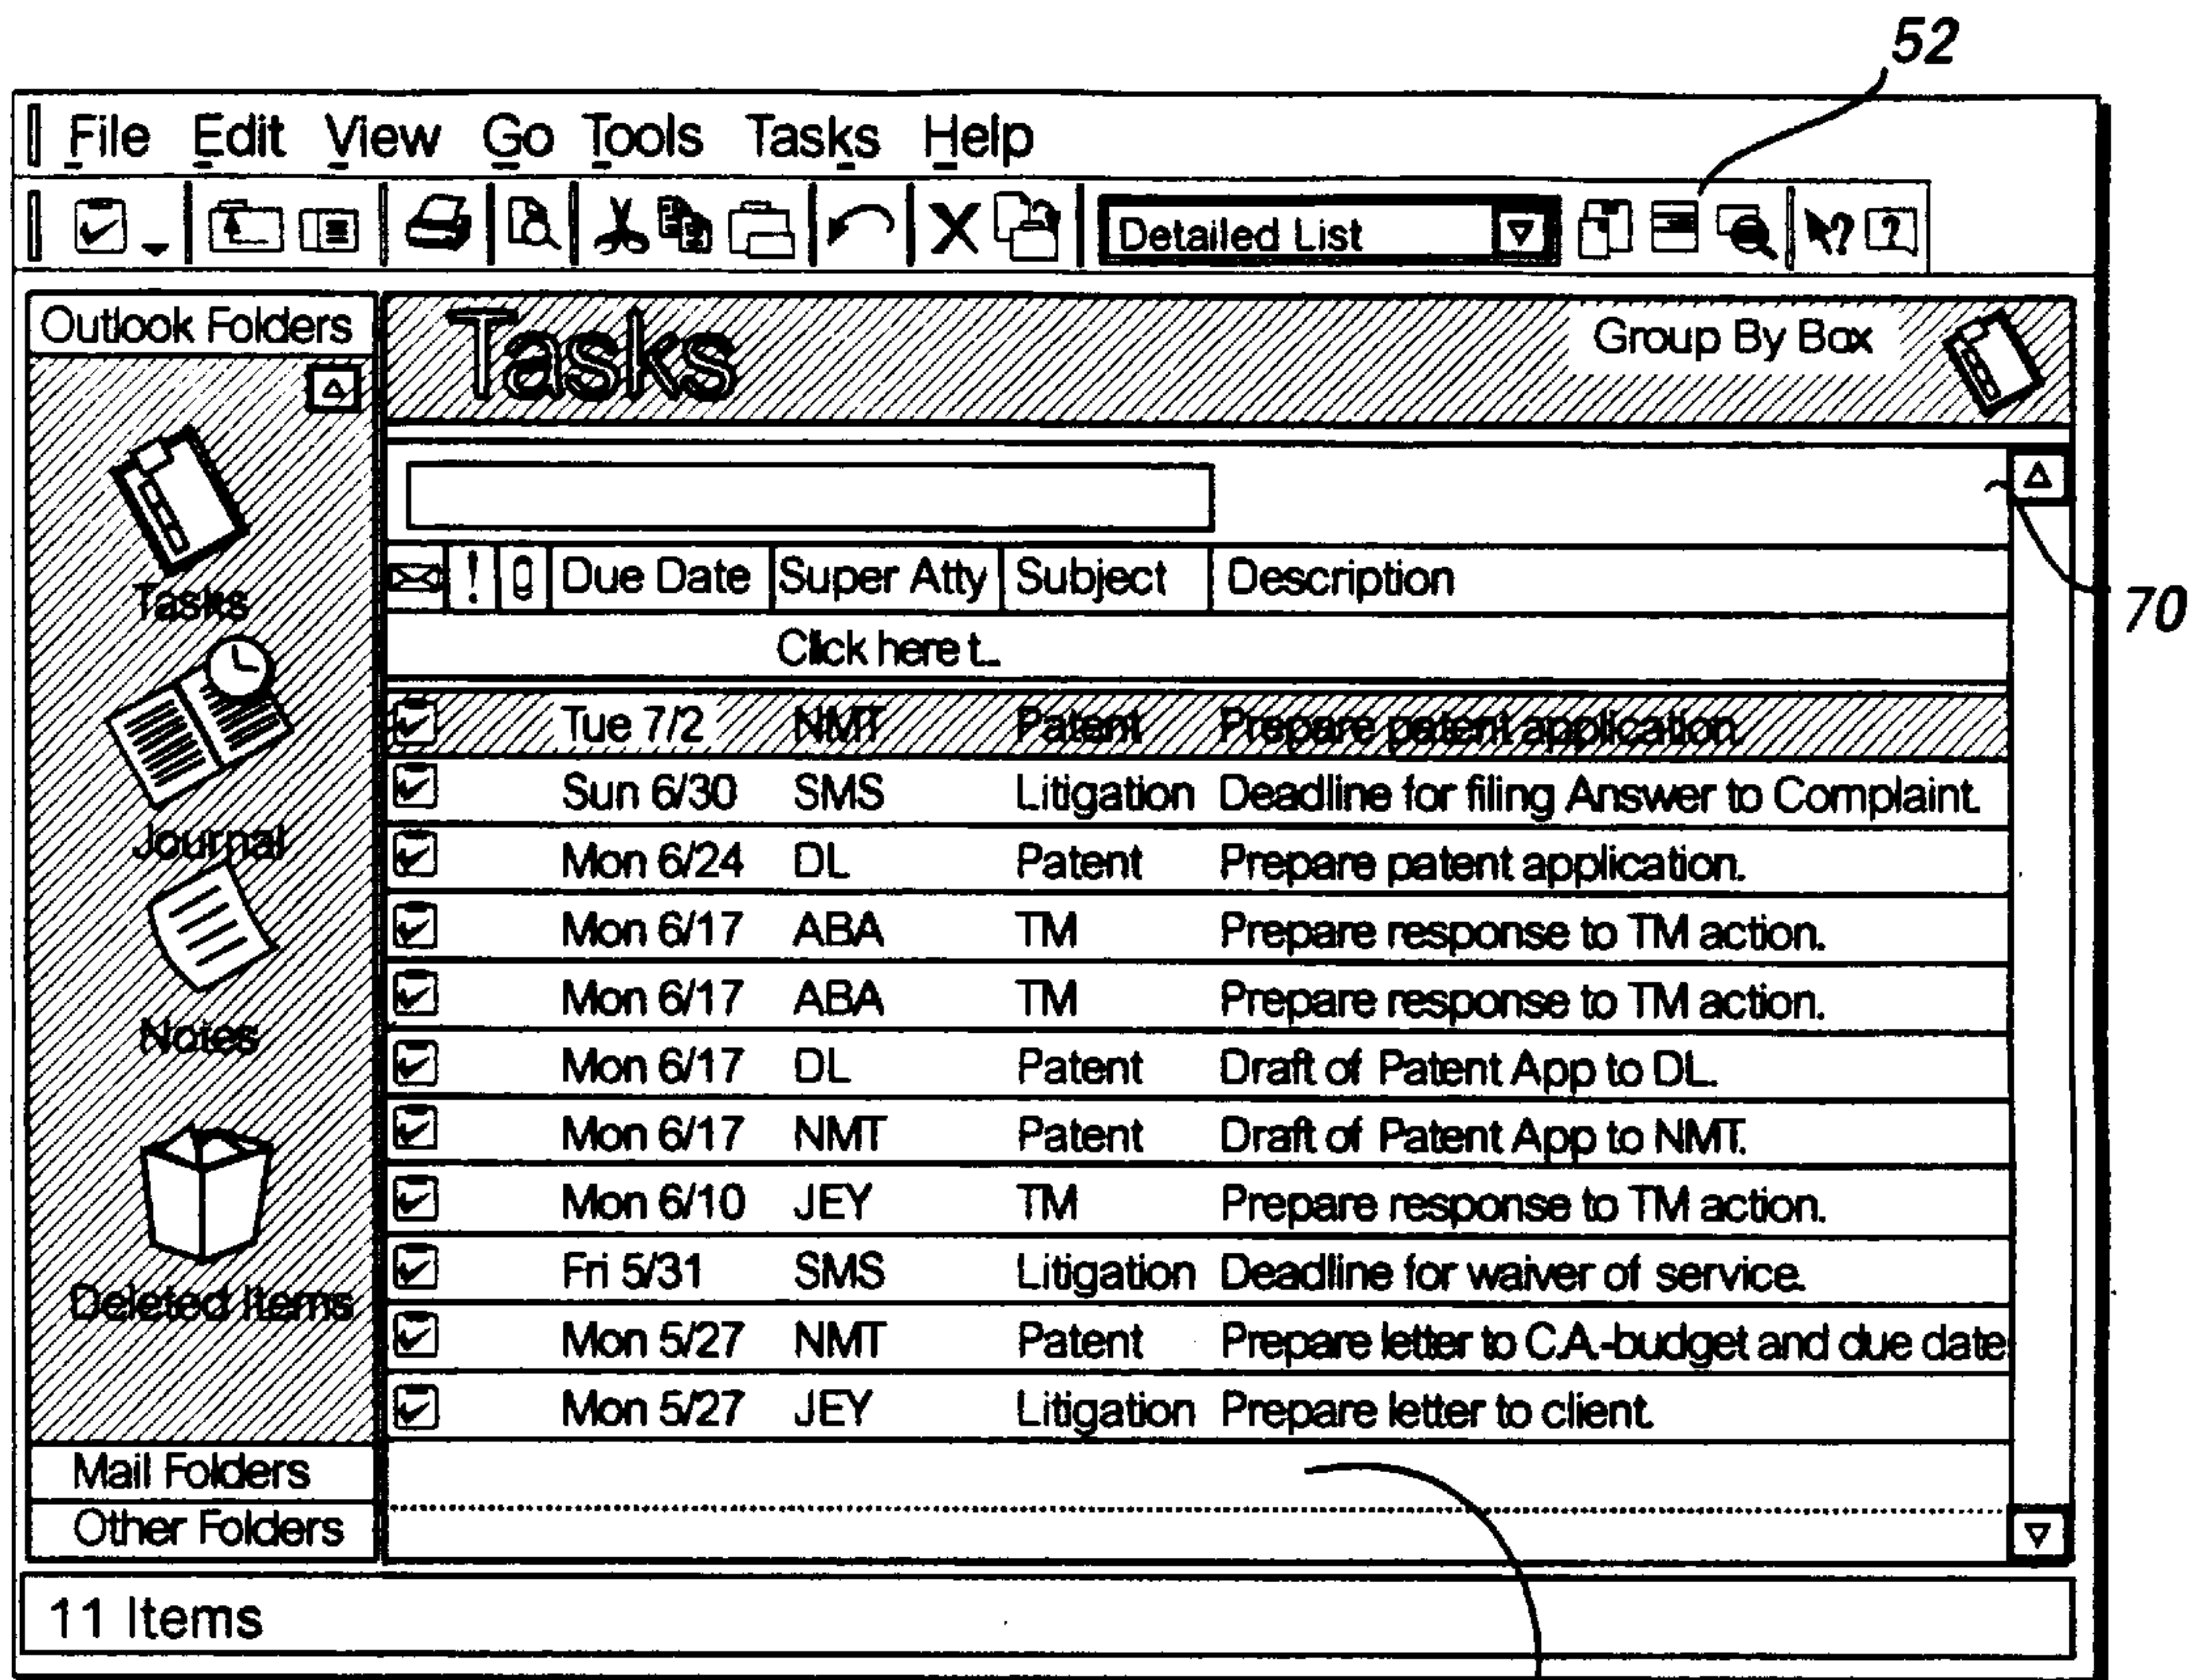 52
File Edit View Go Tools Tasks Help
Detailed List
Outlook Folders
Tasks
Journal
Notes
Deleted Items
Mail Folders
Other Folders
Tasks
Group By Box
70
! Due Date Super Atty Subject Description
Click here t...
Tue 7/2 NMT Patent Prepare patent application.
Sun 6/30 SMS Litigation Deadline for filing Answer to Complaint.
Mon 6/24 DL Patent Prepare patent application.
Mon 6/17 ABA TM Prepare response to TM action.
Mon 6/17 ABA TM Prepare response to TM action.
Mon 6/17 DL Patent Draft of Patent App to DL.
Mon 6/17 NMT Patent Draft of Patent App to NMT.
Mon 6/10 JEY TM Prepare response to TM action.
Fri 5/31 SMS Litigation Deadline for waiver of service.
Mon 5/27 NMT Patent Prepare letter to C.A.-budget and due date
Mon 5/27 JEY Litigation Prepare letter to client.
11 Items